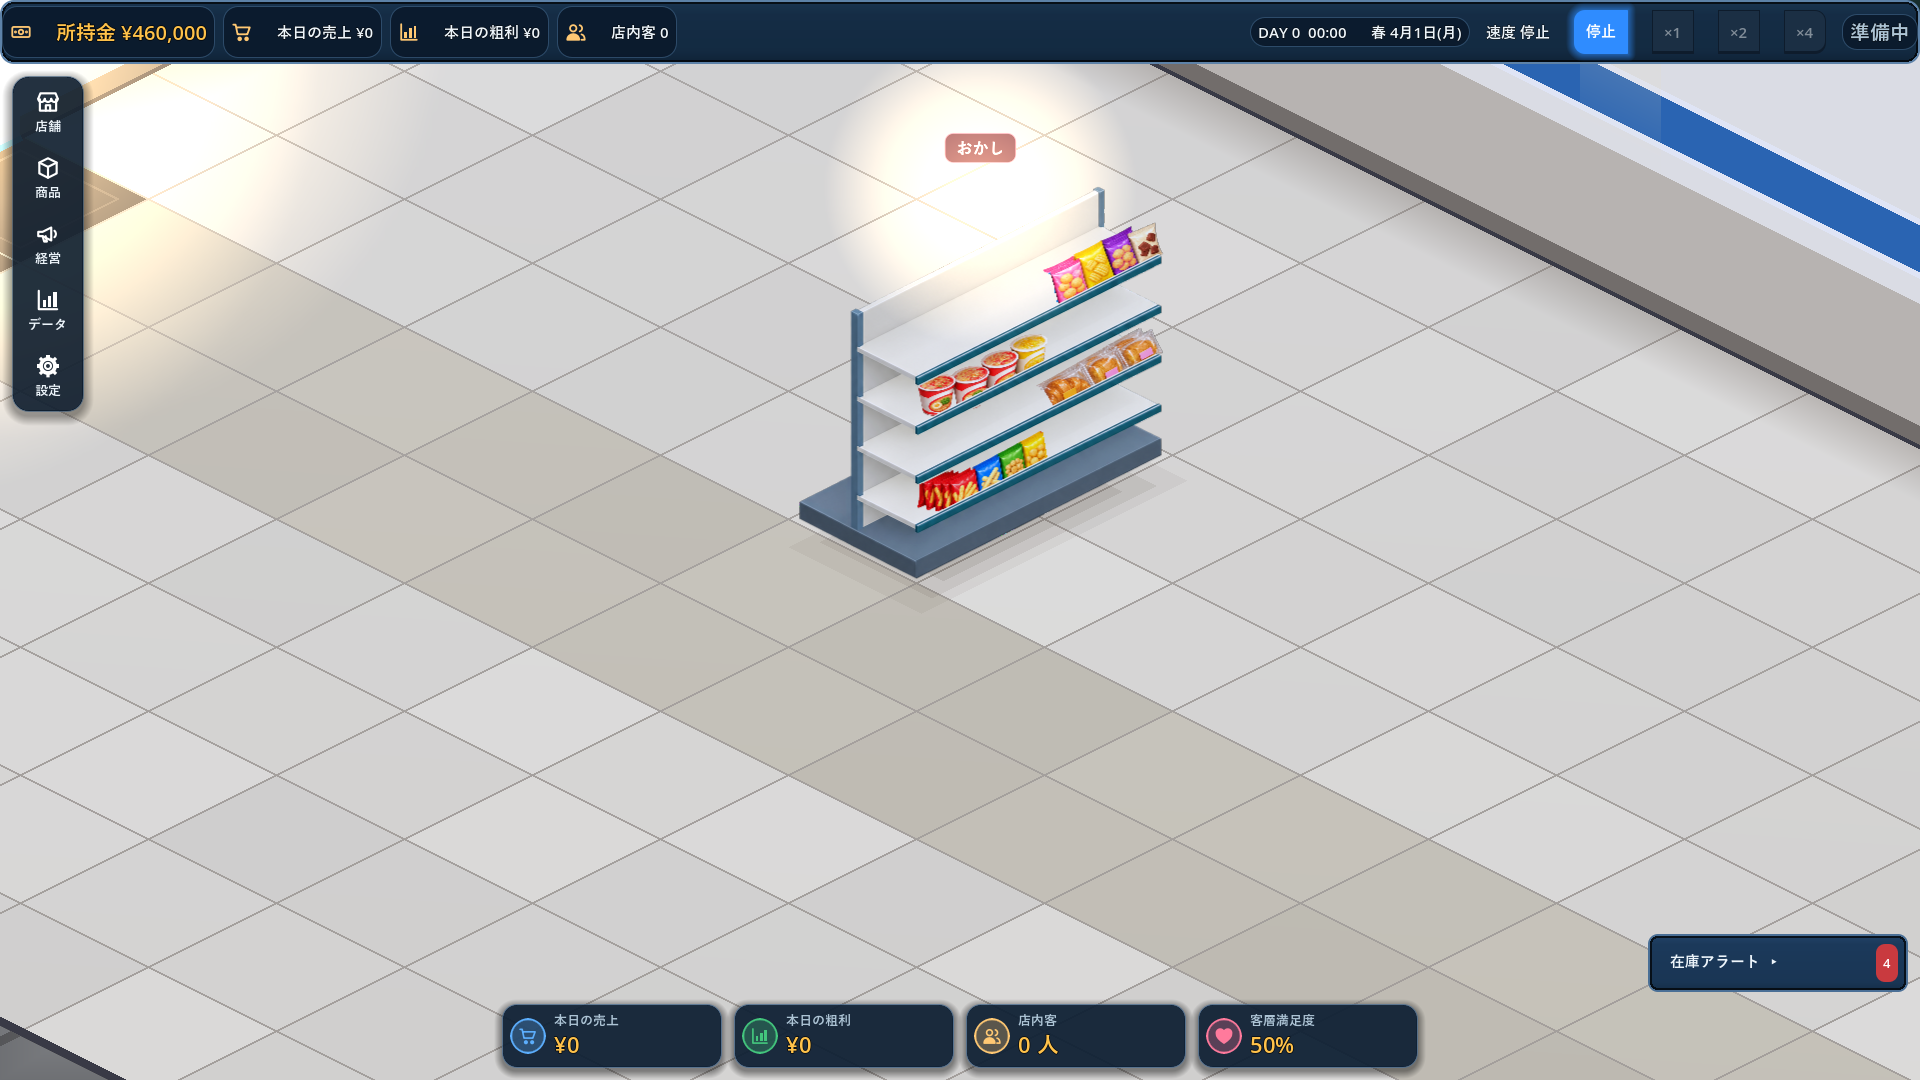 所持金 ¥460,000
本日の売上 ¥0
本日の粗利 ¥0
店内客 0
DAY 0 00:00 春 4月1日(月)
速度 停止
停止
×1
×2
×4
準備中
店舗
商品
経営
データ
設定
おかし
在庫アラート ▸
4
本日の売上
¥0
本日の粗利
¥0
店内客
0 人
客層満足度
50%